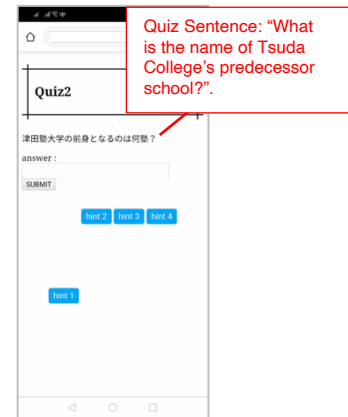 Quiz Sentence: “What
is the name of Tsuda
College’s predecessor
school?”.
Quiz2
津田塾大学の前身となるのは何塾？
answer :
SUBMIT
hint 2 hint 3 hint 4
hint 1